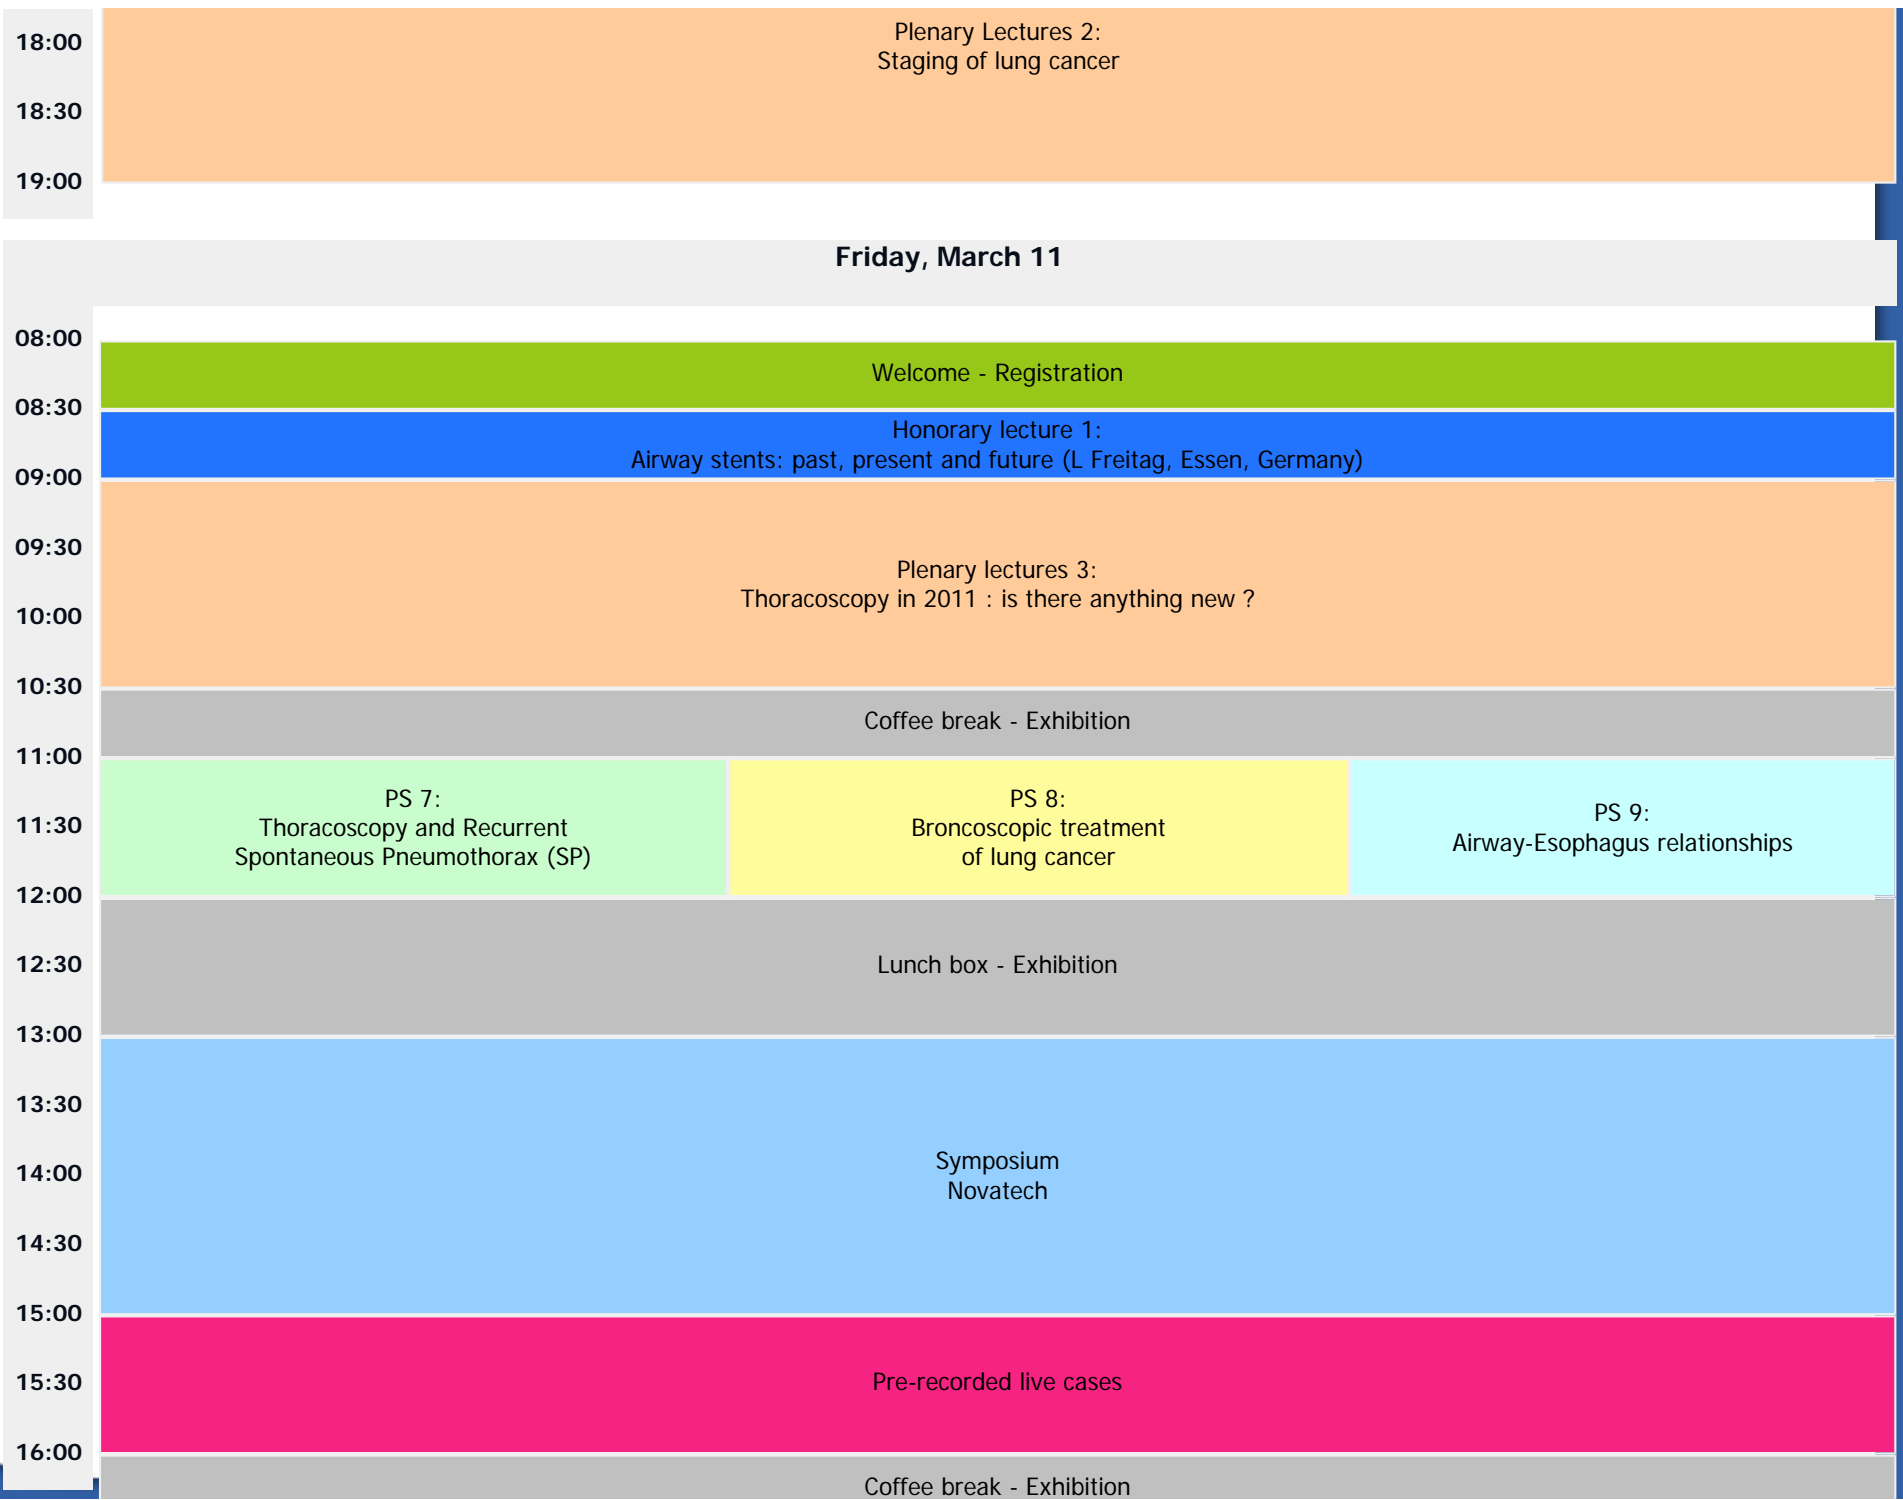 18:00
Plenary Lectures 2:
Staging of lung cancer
18:30
19:00
Friday, March 11
08:00
Welcome - Registration
08:30
Honorary lecture 1:
Airway stents: past, present and future (L Freitag, Essen, Germany)
09:00
09:30
Plenary lectures 3:
Thoracoscopy in 2011 : is there anything new ?
10:00
10:30
Coffee break - Exhibition
11:00
PS 7:
Thoracoscopy and Recurrent
Spontaneous Pneumothorax (SP)
PS 8:
Broncoscopic treatment
of lung cancer
PS 9:
Airway-Esophagus relationships
11:30
12:00
12:30
Lunch box - Exhibition
13:00
13:30
14:00
Symposium
Novatech
14:30
15:00
15:30
Pre-recorded live cases
16:00
Coffee break - Exhibition